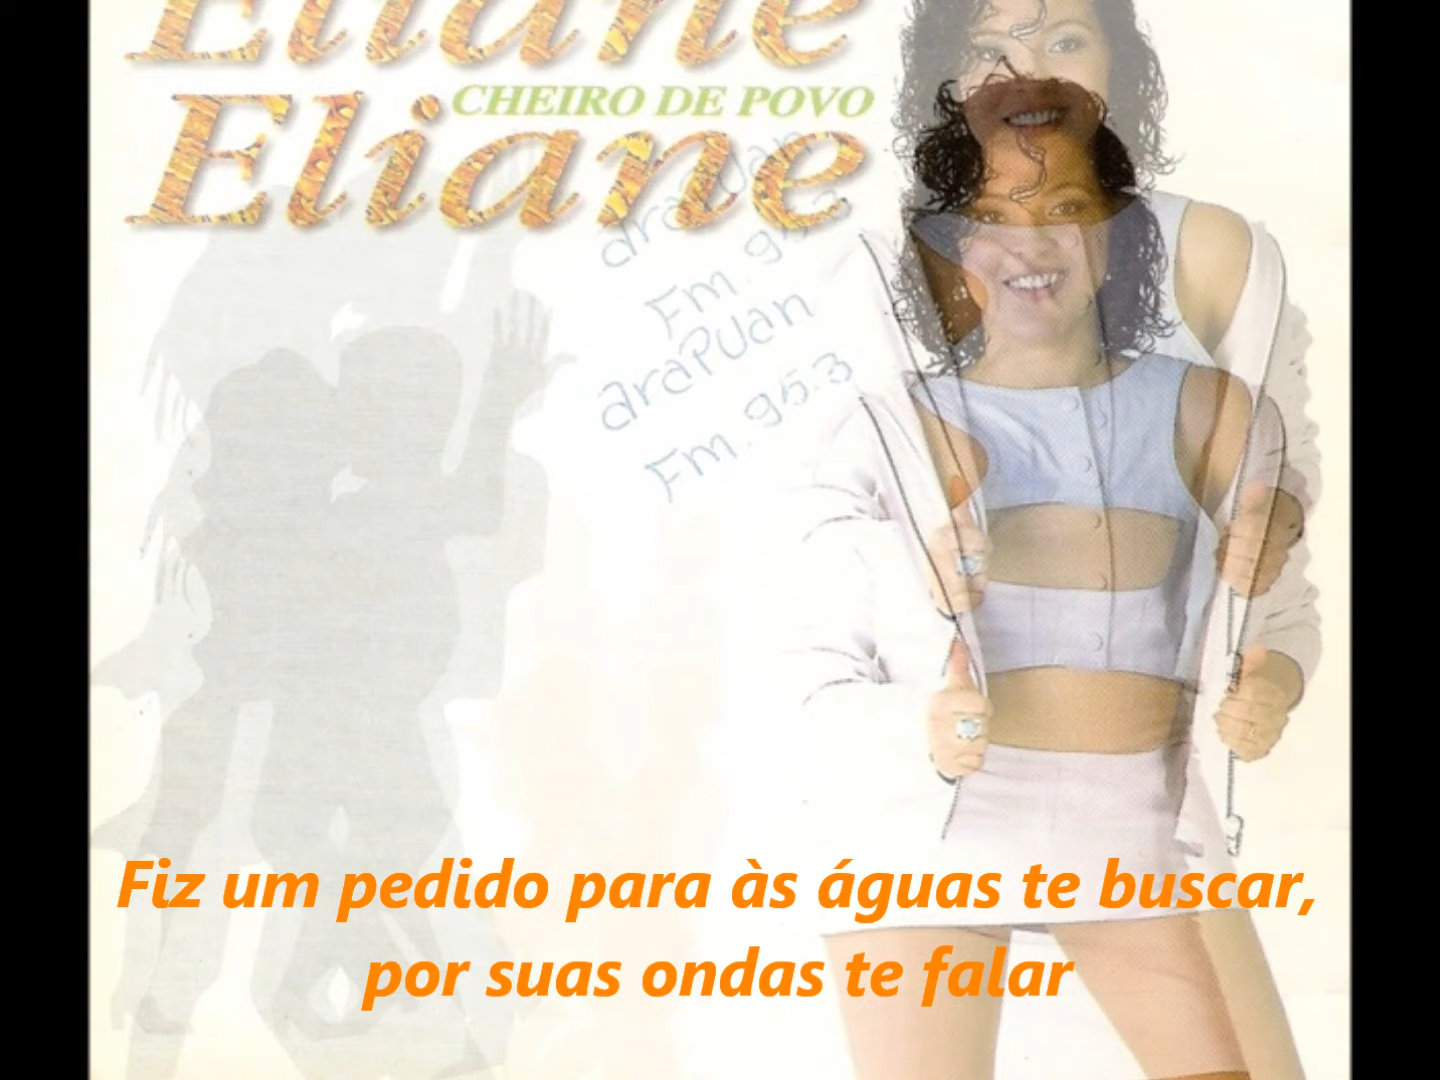 Eliane
CHEIRO DE POVO
Eliane
arapuan
Fm. 95.3
araPUan
Fm. 95.3
Fiz um pedido para às águas te buscar,
por suas ondas te falar